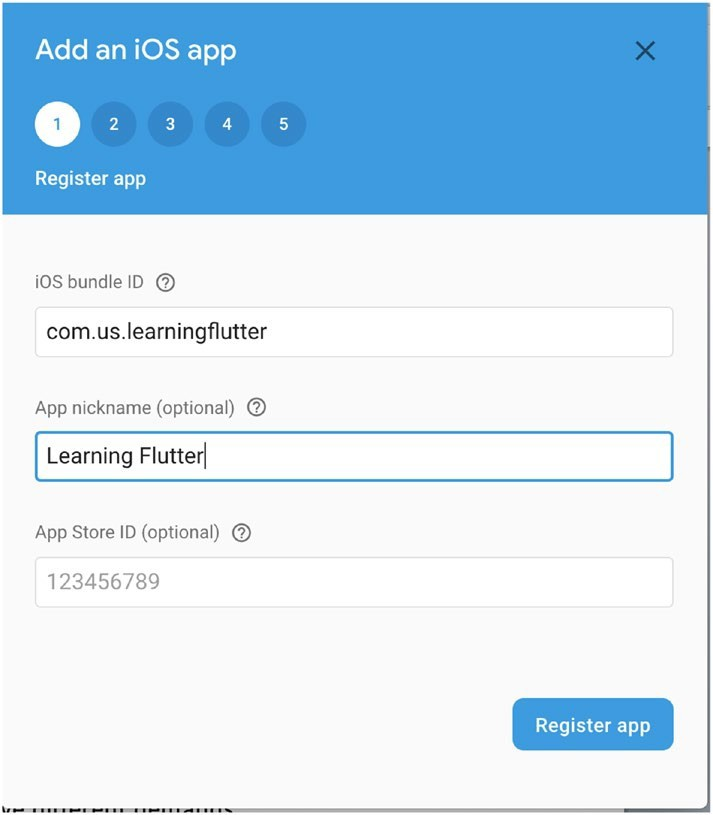 Add an iOS app
1 2 3 4 5
Register app
iOS bundle ID ?
com.us.learningflutter
App nickname (optional) ?
Learning Flutter
App Store ID (optional) ?
123456789
Register app